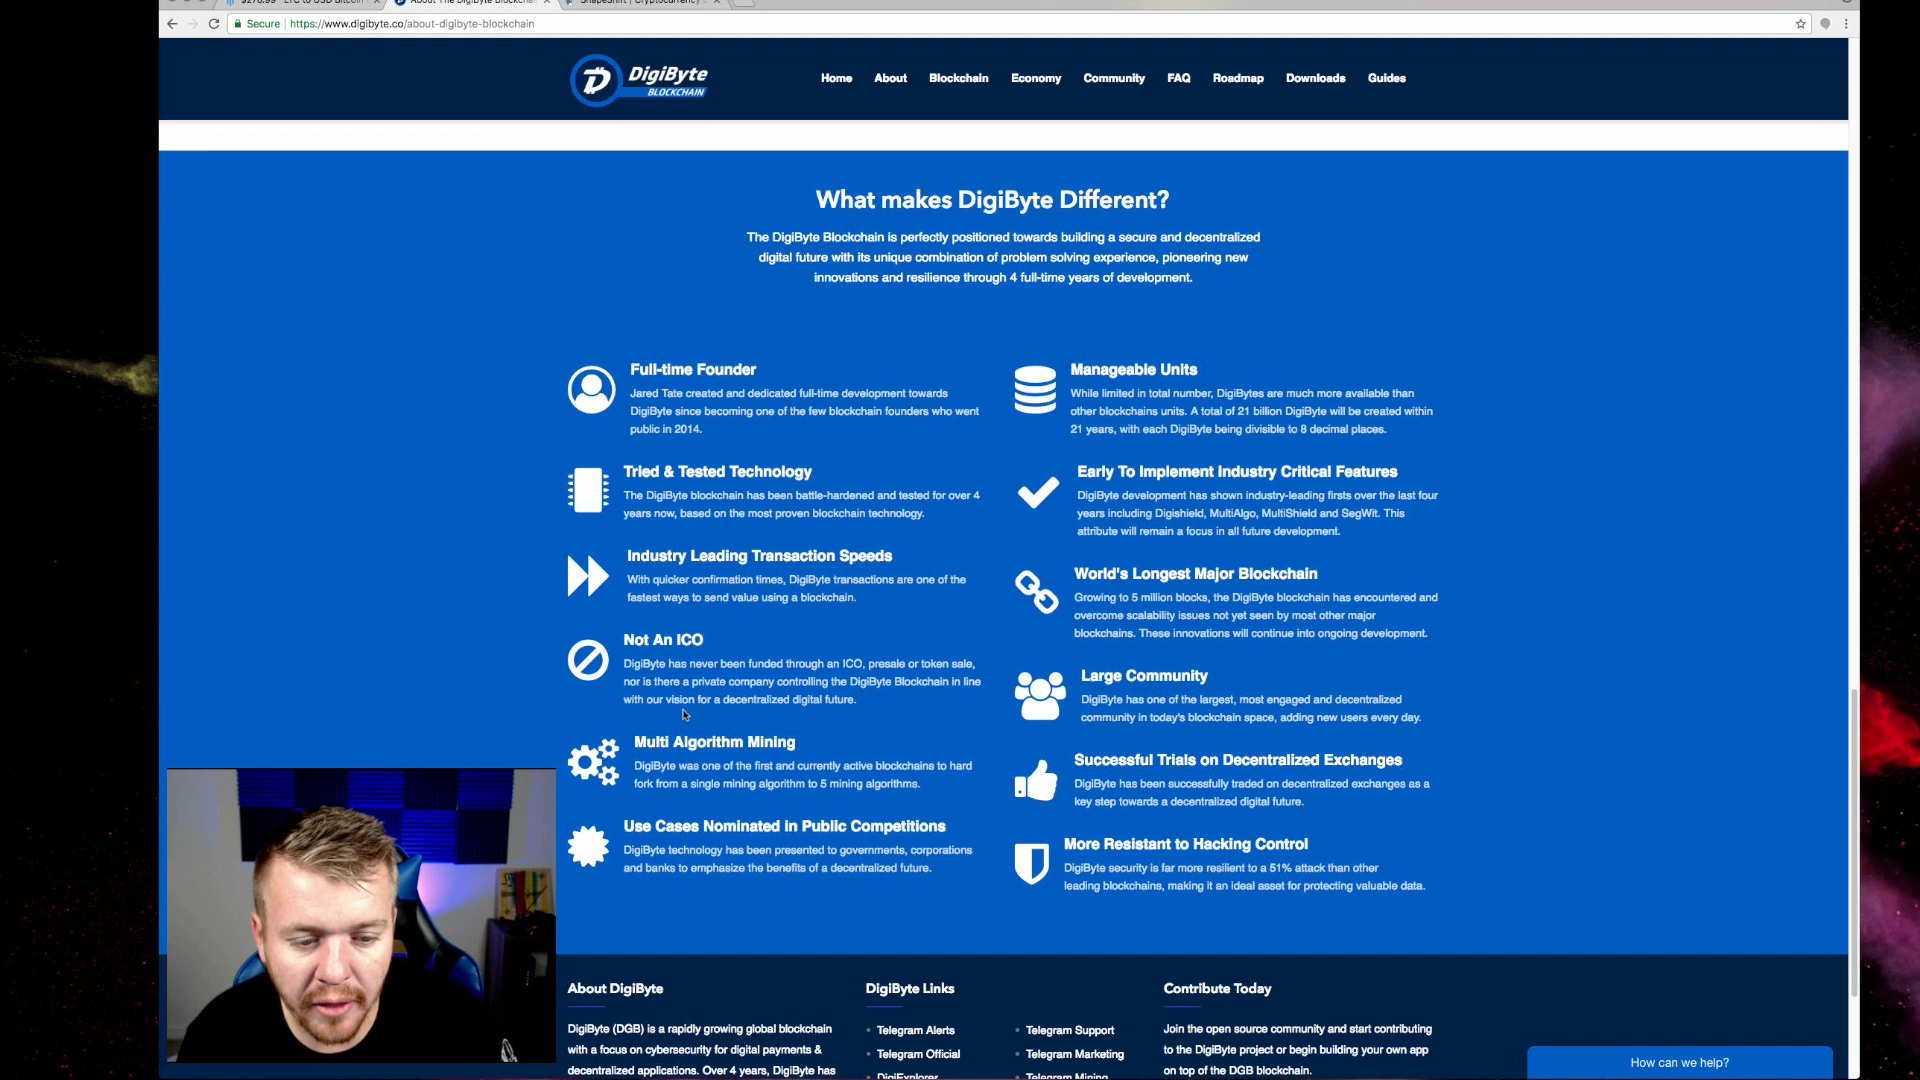 $278.99 - LTC to USD Bitcoin
About The DigiByte Blockchain
ShapeShift | Cryptocurrency
Secure https://www.digibyte.co/about-digibyte-blockchain
DigiByte
BLOCKCHAIN
Home About Blockchain Economy Community FAQ Roadmap Downloads Guides
What makes DigiByte Different?
The DigiByte Blockchain is perfectly positioned towards building a secure and decentralized
digital future with its unique combination of problem solving experience, pioneering new
innovations and resilience through 4 full-time years of development.
Full-time Founder
Jared Tate created and dedicated full-time development towards
DigiByte since becoming one of the few blockchain founders who went
public in 2014.
Tried & Tested Technology
The DigiByte blockchain has been battle-hardened and tested for over 4
years now, based on the most proven blockchain technology.
Industry Leading Transaction Speeds
With quicker confirmation times, DigiByte transactions are one of the
fastest ways to send value using a blockchain.
Not An ICO
DigiByte has never been funded through an ICO, presale or token sale,
nor is there a private company controlling the DigiByte Blockchain in line
with our vision for a decentralized digital future.
Multi Algorithm Mining
DigiByte was one of the first and currently active blockchains to hard
fork from a single mining algorithm to 5 mining algorithms.
Use Cases Nominated in Public Competitions
DigiByte technology has been presented to governments, corporations
and banks to emphasize the benefits of a decentralized future.
Manageable Units
While limited in total number, DigiBytes are much more available than
other blockchains units. A total of 21 billion DigiByte will be created within
21 years, with each DigiByte being divisible to 8 decimal places.
Early To Implement Industry Critical Features
DigiByte development has shown industry-leading firsts over the last four
years including Digishield, MultiAlgo, MultiShield and SegWit. This
attribute will remain a focus in all future development.
World's Longest Major Blockchain
Growing to 5 million blocks, the DigiByte blockchain has encountered and
overcome scalability issues not yet seen by most other major
blockchains. These innovations will continue into ongoing development.
Large Community
DigiByte has one of the largest, most engaged and decentralized
community in today's blockchain space, adding new users every day.
Successful Trials on Decentralized Exchanges
DigiByte has been successfully traded on decentralized exchanges as a
key step towards a decentralized digital future.
More Resistant to Hacking Control
DigiByte security is far more resilient to a 51% attack than other
leading blockchains, making it an ideal asset for protecting valuable data.
About DigiByte
DigiByte (DGB) is a rapidly growing global blockchain
with a focus on cybersecurity for digital payments &
decentralized applications. Over 4 years, DigiByte has
DigiByte Links
Telegram Alerts
Telegram Official
DigiExplorer
Telegram Support
Telegram Marketing
Telegram Mining
Contribute Today
Join the open source community and start contributing
to the DigiByte project or begin building your own app
on top of the DGB blockchain.
How can we help?